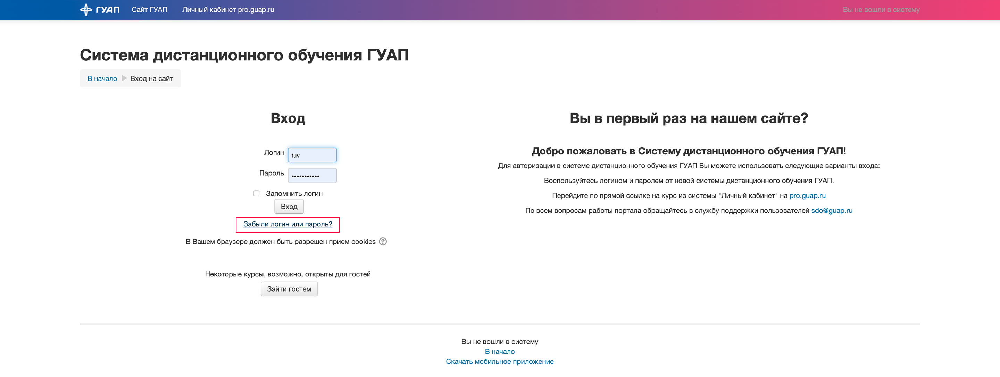 ГУАП Сайт ГУАП Личный кабинет pro.guap.ru Вы не вошли в систему
Система дистанционного обучения ГУАП
В начало Вход на сайт
Вход
Логин tuv
Пароль •••••••••••
Запомнить логин
Вход
Забыли логин или пароль?
В Вашем браузере должен быть разрешен прием cookies ?
Некоторые курсы, возможно, открыты для гостей
Зайти гостем
Вы в первый раз на нашем сайте?
Добро пожаловать в Систему дистанционного обучения ГУАП!
Для авторизации в системе дистанционного обучения ГУАП Вы можете использовать следующие варианты входа:
Воспользуйтесь логином и паролем от новой системы дистанционного обучения ГУАП.
Перейдите по прямой ссылке на курс из системы "Личный кабинет" на pro.guap.ru
По всем вопросам работы портала обращайтесь в службу поддержки пользователей sdo@guap.ru
Вы не вошли в систему
В начало
Скачать мобильное приложение